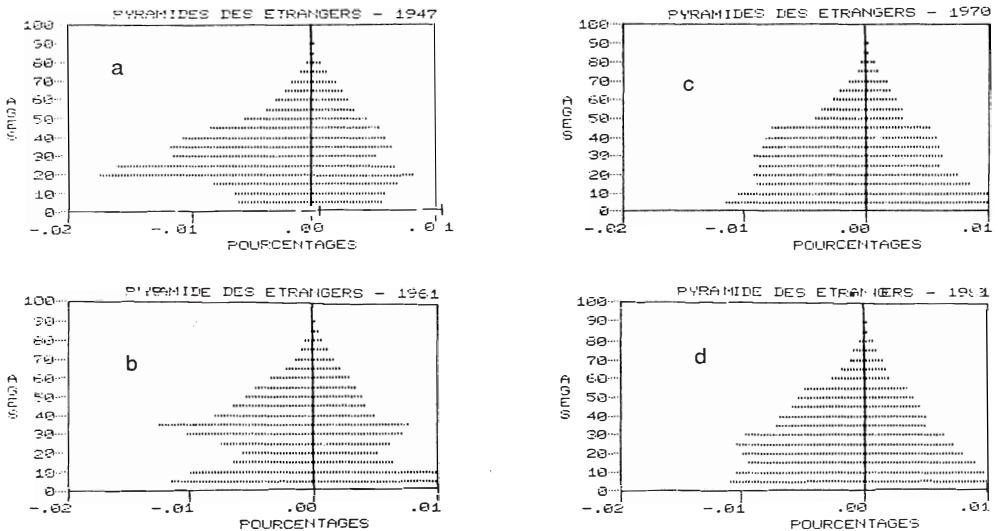 PYRAMIDES DES ETRANGERS - 1947
a
100
90
80
70
60
50
40
30
20
10
0
-.02 -.01 .00 .01
POURCENTAGES
PYRAMIDES DES ETRANGERS - 1970
c
AGES
100
90
80
70
60
50
40
30
20
10
0
-.02 -.01 .00 .01
POURCENTAGES
PYRAMIDE DES ETRANGERS - 1961
b
100
90
80
70
60
50
40
30
20
10
0
-.02 -.01 .00 .01
POURCENTAGES
PYRAMIDE DES ETRANGERS - 1981
d
AGES
100
90
80
70
60
50
40
30
20
10
0
-.02 -.01 .00 .01
POURCENTAGES